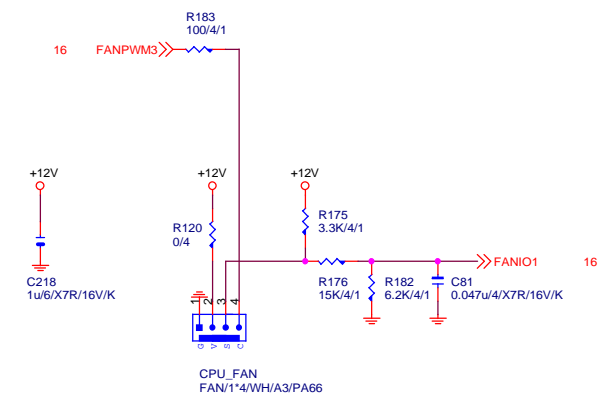 R183
100/4/1
16 FANPWM3
+12V +12V +12V
R175
3.3K/4/1
R120
0/4
FANIO1 16
C218
1u/6/X7R/16V/K
R176
15K/4/1
R182
6.2K/4/1
C81
0.047u/4/X7R/16V/K
1 2 3 4
G V S C
CPU_FAN
FAN/1*4/WH/A3/PA66